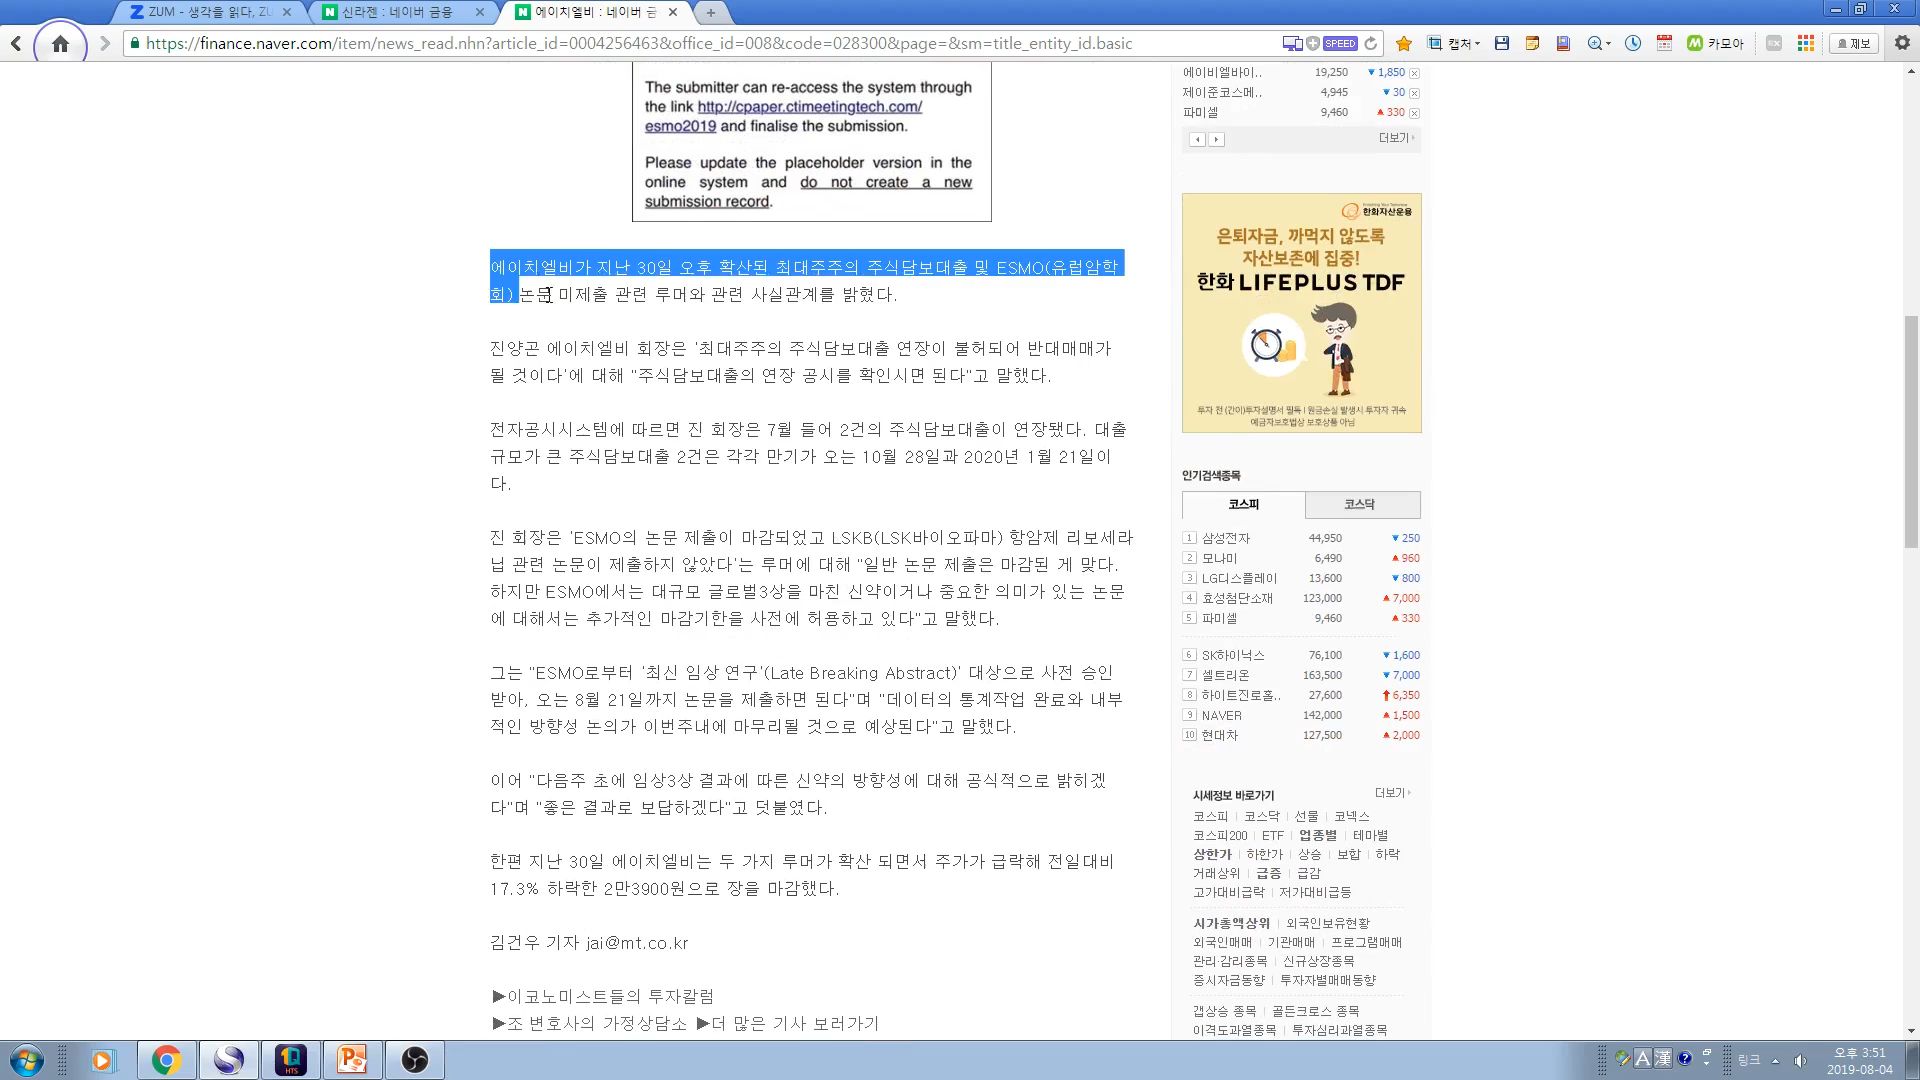 ZUM - 생각을 읽다, ZU
신라젠 : 네이버 금융
에이치엘비 : 네이버 금
https://finance.naver.com/item/news_read.nhn?article_id=0004256463&office_id=008&code=028300&page=&sm=title_entity_id.basic
SPEED
캡처
카모아
제보
The submitter can re-access the system through
the link http://cpaper.ctimeetingtech.com/
esmo2019 and finalise the submission.
Please update the placeholder version in the
online system and do not create a new
submission record.
에이치엘비가 지난 30일 오후 확산된 최대주주의 주식담보대출 및 ESMO(유럽암학
회) 논문 미제출 관련 루머와 관련 사실관계를 밝혔다.
진양곤 에이치엘비 회장은 '최대주주의 주식담보대출 연장이 불허되어 반대매매가
될 것이다'에 대해 "주식담보대출의 연장 공시를 확인시면 된다"고 말했다.
전자공시시스템에 따르면 진 회장은 7월 들어 2건의 주식담보대출이 연장됐다. 대출
규모가 큰 주식담보대출 2건은 각각 만기가 오는 10월 28일과 2020년 1월 21일이
다.
진 회장은 'ESMO의 논문 제출이 마감되었고 LSKB(LSK바이오파마) 항암제 리보세라
닙 관련 논문이 제출하지 않았다'는 루머에 대해 "일반 논문 제출은 마감된 게 맞다.
하지만 ESMO에서는 대규모 글로벌3상을 마친 신약이거나 중요한 의미가 있는 논문
에 대해서는 추가적인 마감기한을 사전에 허용하고 있다"고 말했다.
그는 "ESMO로부터 '최신 임상 연구'(Late Breaking Abstract)' 대상으로 사전 승인
받아, 오는 8월 21일까지 논문을 제출하면 된다"며 "데이터의 통계작업 완료와 내부
적인 방향성 논의가 이번주내에 마무리될 것으로 예상된다"고 말했다.
이어 "다음주 초에 임상3상 결과에 따른 신약의 방향성에 대해 공식적으로 밝히겠
다"며 "좋은 결과로 보답하겠다"고 덧붙였다.
한편 지난 30일 에이치엘비는 두 가지 루머가 확산 되면서 주가가 급락해 전일대비
17.3% 하락한 2만3900원으로 장을 마감했다.
김건우 기자 jai@mt.co.kr
▶이코노미스트들의 투자칼럼
▶조 변호사의 가정상담소 ▶더 많은 기사 보러가기
에이비엘바이.. 19,250 ▼1,850
제이준코스메.. 4,945 ▼30
파미셀 9,460 ▲330
더보기
한화자산운용
은퇴자금, 까먹지 않도록
자산보존에 집중!
한화 LIFEPLUS TDF
투자 전 (간이)투자설명서 필독 | 원금손실 발생시 투자자 귀속
예금자보호법상 보호상품 아님
인기검색종목
코스피 코스닥
1 삼성전자 44,950 ▼250
2 모나미 6,490 ▲960
3 LG디스플레이 13,600 ▼800
4 효성첨단소재 123,000 ▲7,000
5 파미셀 9,460 ▲330
6 SK하이닉스 76,100 ▼1,600
7 셀트리온 163,500 ▼7,000
8 하이트진로홀.. 27,600 ⬆6,350
9 NAVER 142,000 ▲1,500
10 현대차 127,500 ▲2,000
시세정보 바로가기 더보기
코스피 | 코스닥 | 선물 | 코넥스
코스피200 | ETF | 업종별 | 테마별
상한가 | 하한가 | 상승 | 보합 | 하락
거래상위 | 급증 | 급감
고가대비급락 | 저가대비급등
시가총액상위 | 외국인보유현황
외국인매매 | 기관매매 | 프로그램매매
관리·감리종목 | 신규상장종목
증시자금동향 | 투자자별매매동향
갭상승 종목 | 골든크로스 종목
이격도과열종목 | 투자심리과열종목
HTS
A 漢
링크
오후 3:51
2019-08-04